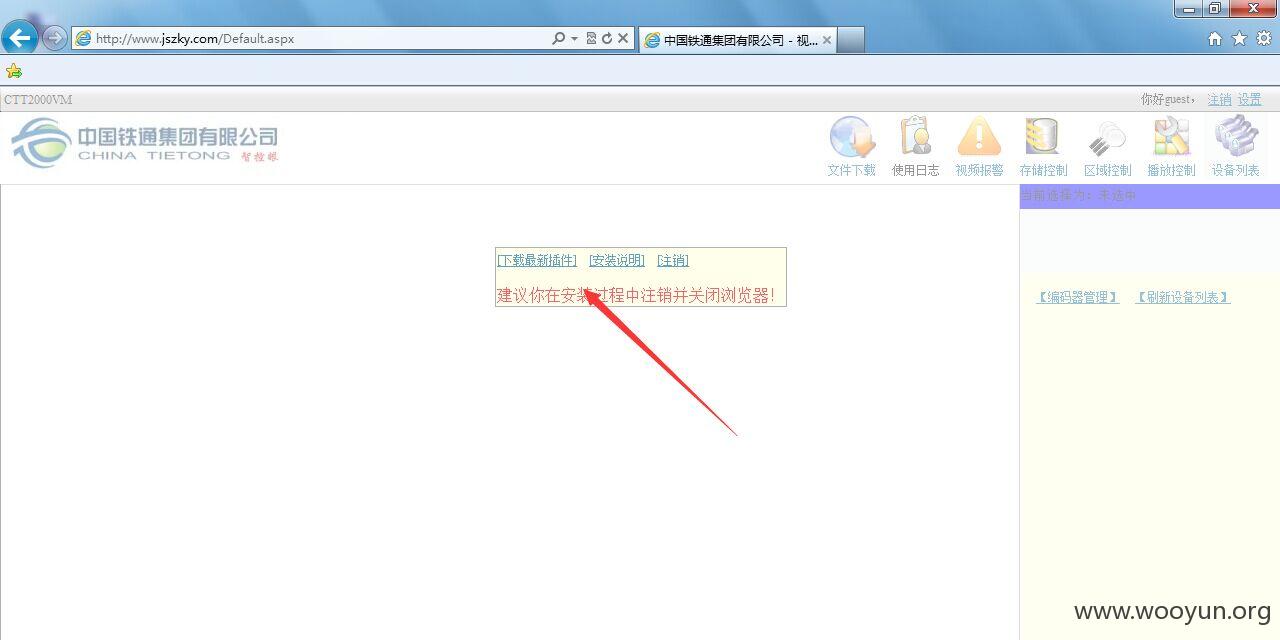 http://www.jszky.com/Default.aspx
中国铁通集团有限公司 - 视...
CTT2000VM
你好guest， 注销 设置
中国铁通集团有限公司
CHINA TIETONG 智控眼
文件下载 使用日志 视频报警 存储控制 区域控制 播放控制 设备列表
当前选择为：未选中
[下载最新插件] [安装说明] [注销]
建议你在安装过程中注销并关闭浏览器！
【编码器管理】 【刷新设备列表】
www.wooyun.org